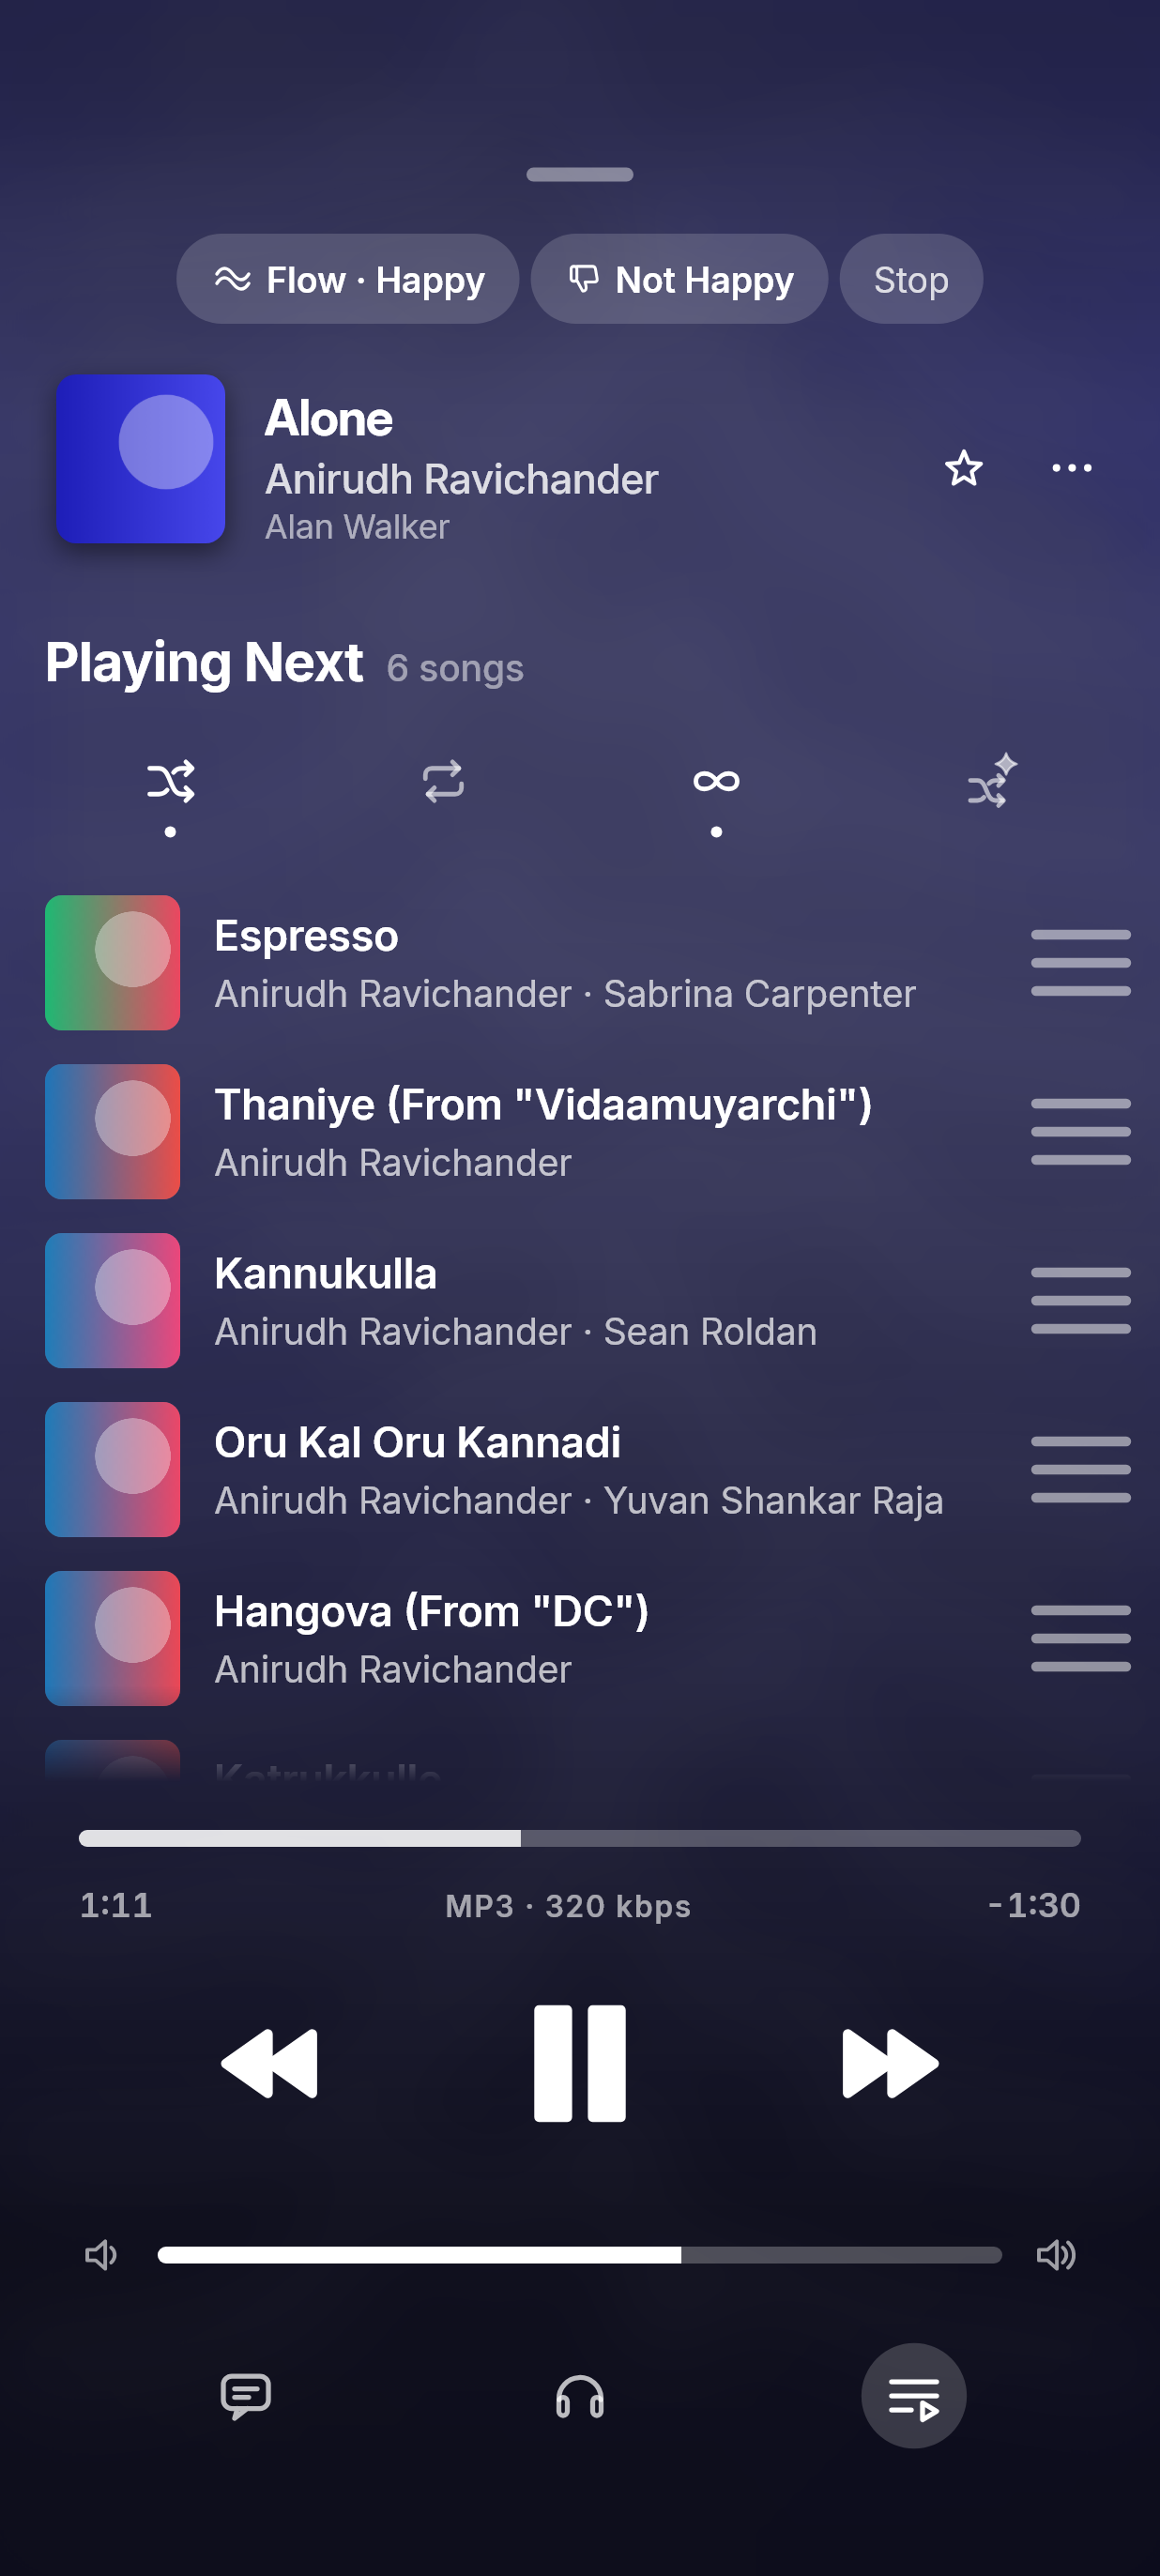 Flow · Happy
Not Happy
Stop
Alone
Anirudh Ravichander
Alan Walker
Playing Next 6 songs
Espresso
Anirudh Ravichander · Sabrina Carpenter
Thaniye (From "Vidaamuyarchi")
Anirudh Ravichander
Kannukulla
Anirudh Ravichander · Sean Roldan
Oru Kal Oru Kannadi
Anirudh Ravichander · Yuvan Shankar Raja
Hangova (From "DC")
Anirudh Ravichander
1:11
MP3 · 320 kbps
-1:30